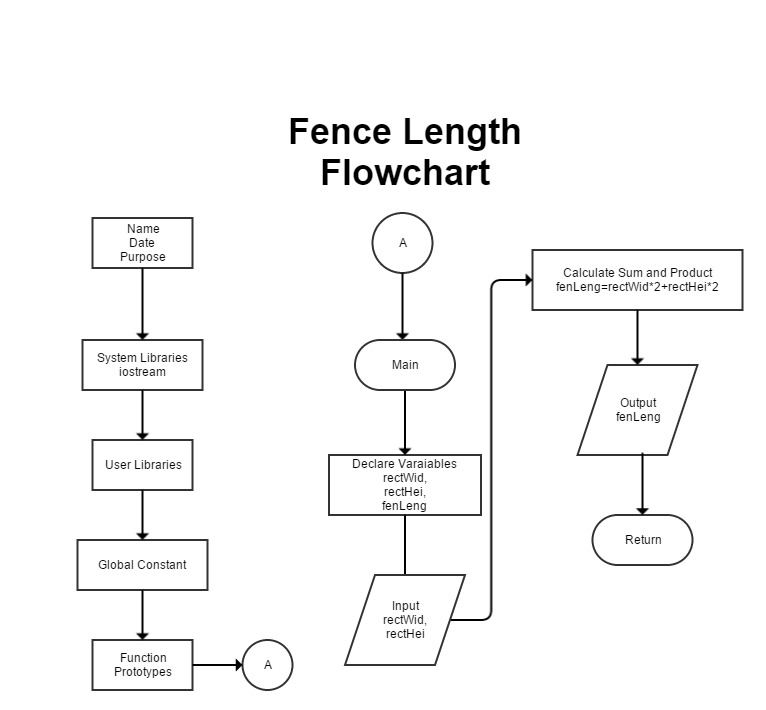 Fence Length
Flowchart
Name
Date
Purpose
System Libraries
iostream
User Libraries
Global Constant
Function
Prototypes
A
A
Main
Declare Varaiables
rectWid,
rectHei,
fenLeng
Input
rectWid,
rectHei
Calculate Sum and Product
fenLeng=rectWid*2+rectHei*2
Output
fenLeng
Return